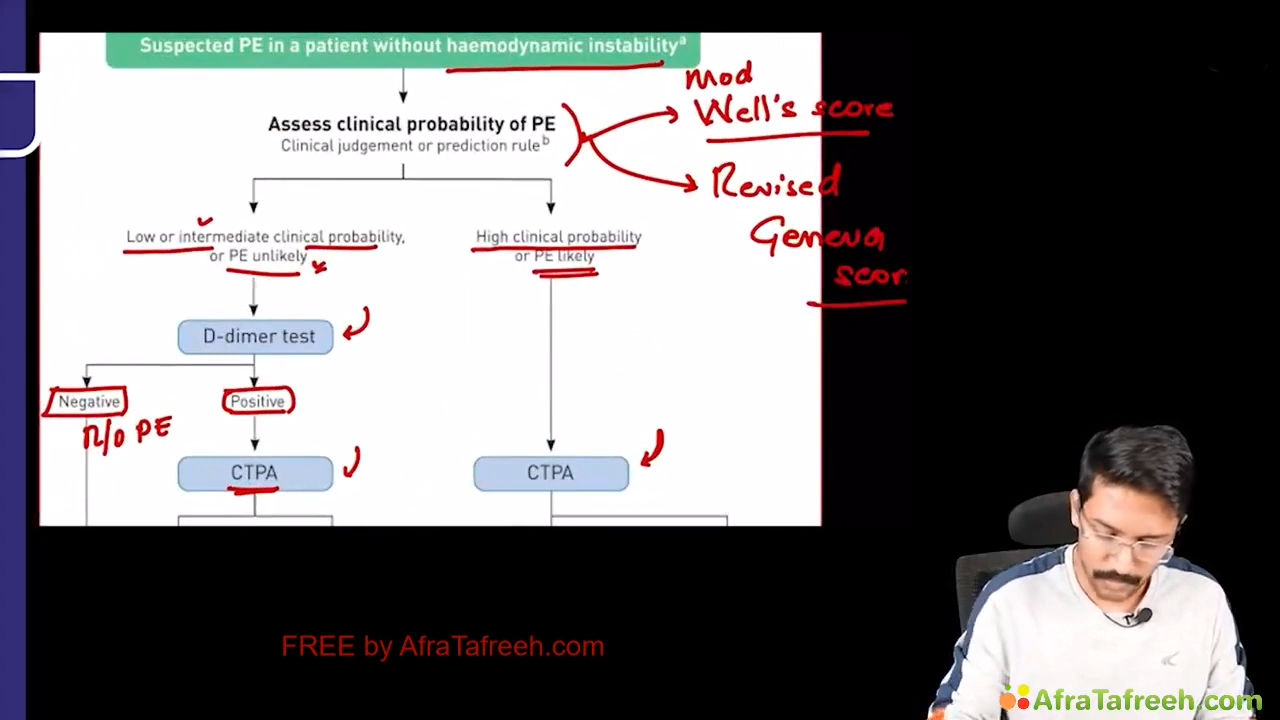 Suspected PE in a patient without haemodynamic instabilityᵃ
mod
Well's score
Assess clinical probability of PE
Clinical judgement or prediction ruleᵇ
Revised
Geneva
scor
Low or intermediate clinical probability,
or PE unlikely
High clinical probability
or PE likely
D-dimer test
Negative
Positive
R/o PE
CTPA
CTPA
FREE by AfraTafreeh.com
AfraTafreeh.com